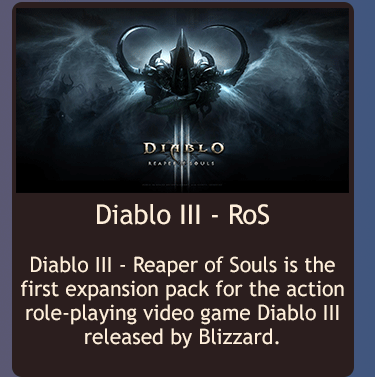 DIABLO
III
REAPER OF SOULS
Diablo III - RoS
Diablo III - Reaper of Souls is the
first expansion pack for the action
role-playing video game Diablo III
released by Blizzard.